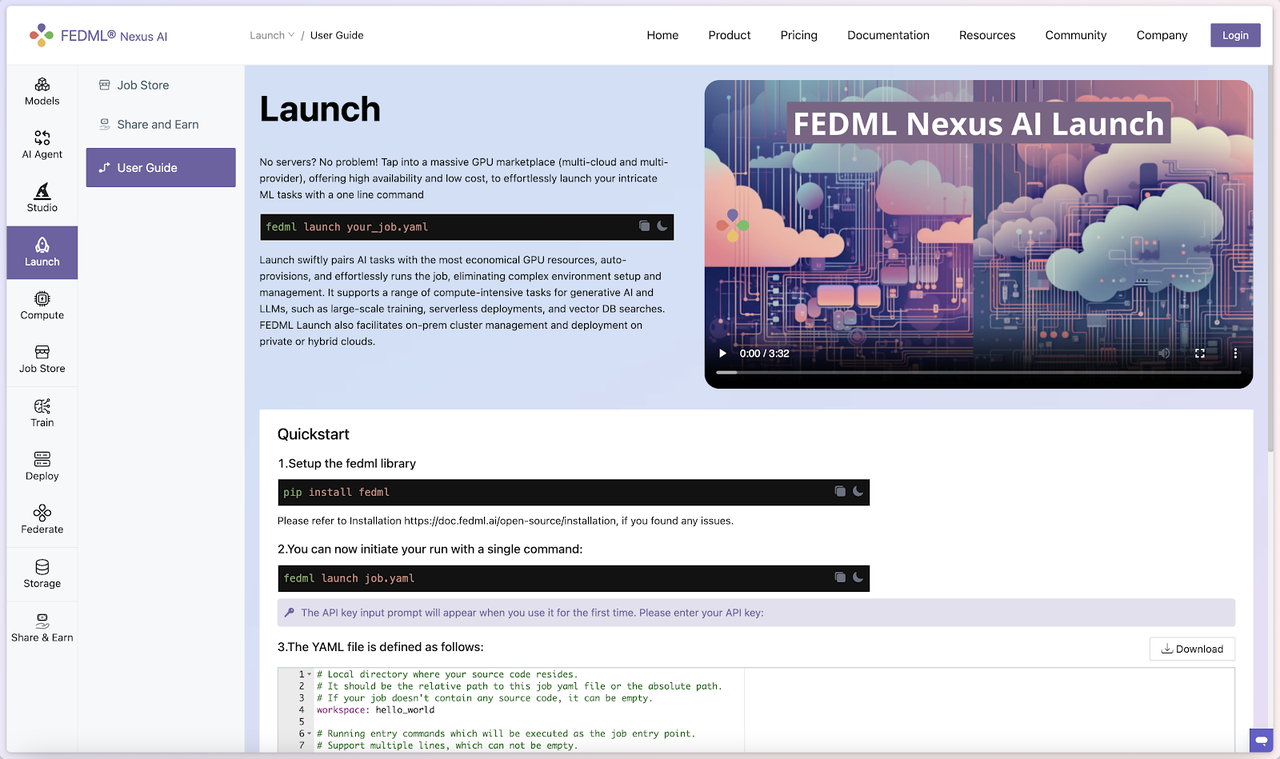 FEDML® Nexus AI
Launch / User Guide
Home
Product
Pricing
Documentation
Resources
Community
Company
Login
Models
AI Agent
Studio
Launch
Compute
Job Store
Train
Deploy
Federate
Storage
Share & Earn
Job Store
Share and Earn
User Guide
Launch
No servers? No problem! Tap into a massive GPU marketplace (multi-cloud and multi-
provider), offering high availability and low cost, to effortlessly launch your intricate
ML tasks with a one line command
fedml launch your_job.yaml
Launch swiftly pairs AI tasks with the most economical GPU resources, auto-
provisions, and effortlessly runs the job, eliminating complex environment setup and
management. It supports a range of compute-intensive tasks for generative AI and
LLMs, such as large-scale training, serverless deployments, and vector DB searches.
FEDML Launch also facilitates on-prem cluster management and deployment on
private or hybrid clouds.
FEDML Nexus AI Launch
0:00 / 3:32
Quickstart
1.Setup the fedml library
pip install fedml
Please refer to Installation https://doc.fedml.ai/open-source/installation, if you found any issues.
2.You can now initiate your run with a single command:
fedml launch job.yaml
The API key input prompt will appear when you use it for the first time. Please enter your API key:
3.The YAML file is defined as follows:
Download
1 # Local directory where your source code resides.
2 # It should be the relative path to this job yaml file or the absolute path.
3 # If your job doesn't contain any source code, it can be empty.
4 workspace: hello_world
5
6 # Running entry commands which will be executed as the job entry point.
7 # Support multiple lines, which can not be empty.